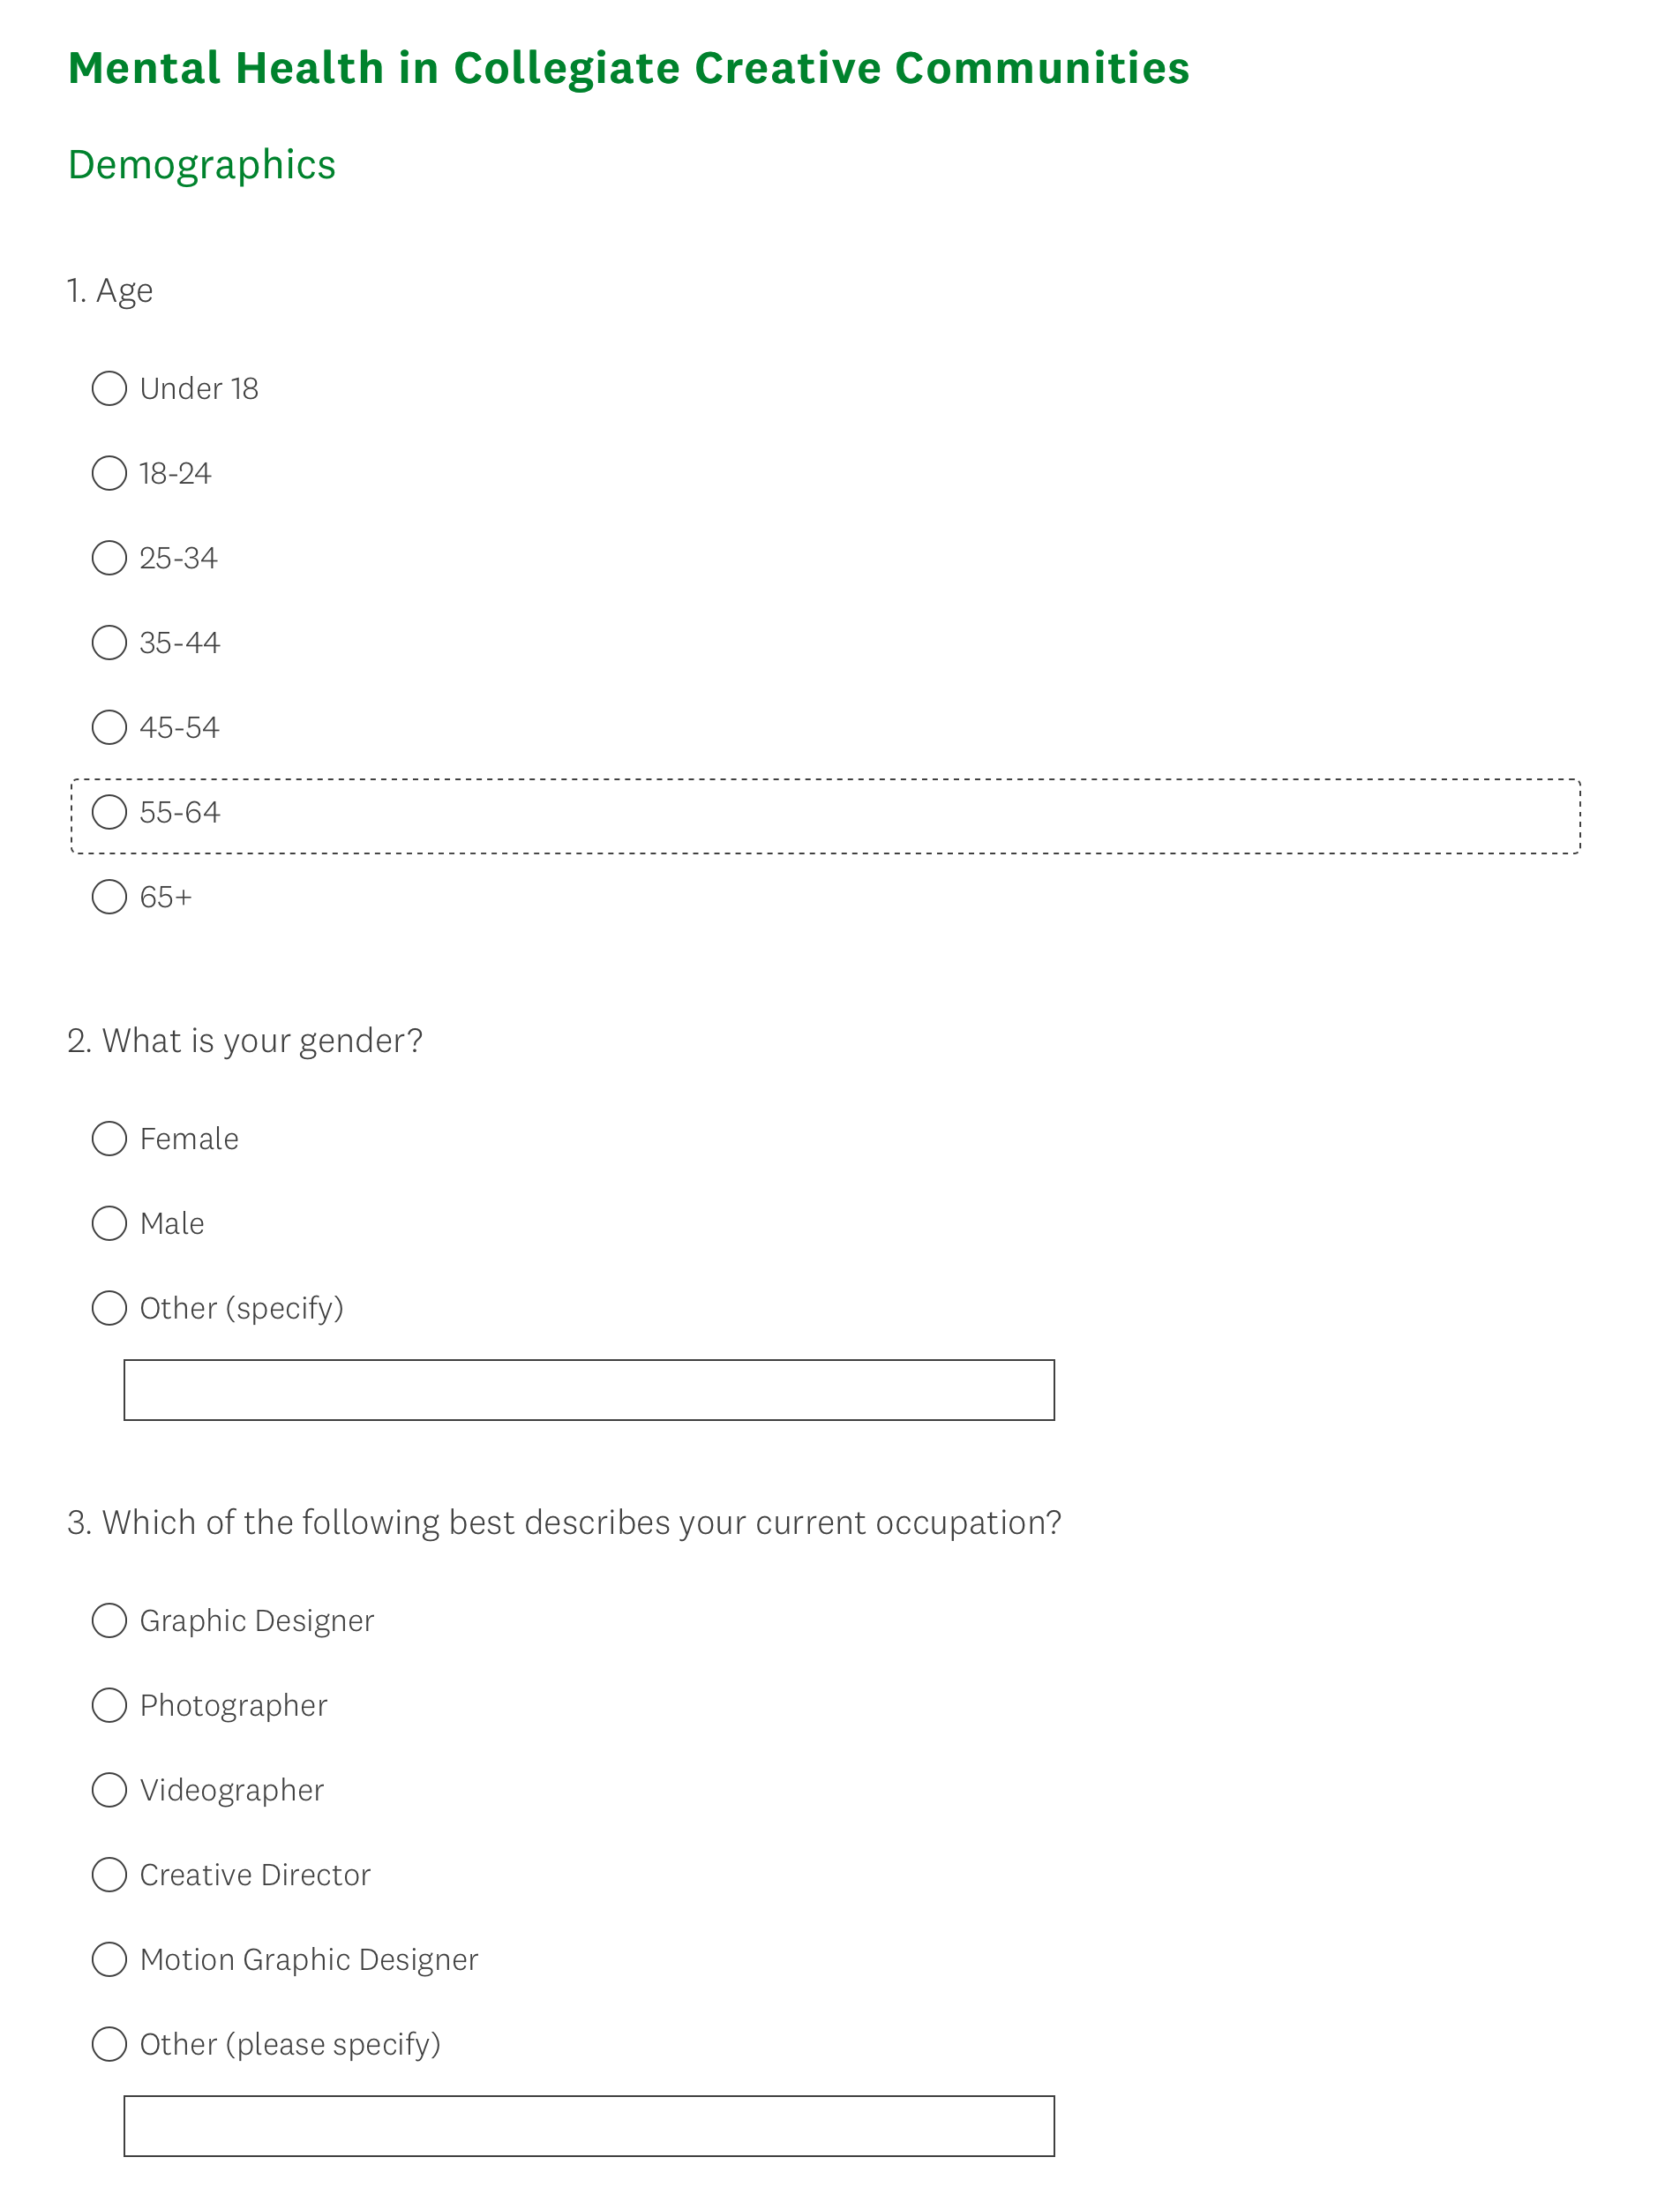 Mental Health in Collegiate Creative Communities
Demographics
1. Age
Under 18
18-24
25-34
35-44
45-54
55-64
65+
2. What is your gender?
Female
Male
Other (specify)
3. Which of the following best describes your current occupation?
Graphic Designer
Photographer
Videographer
Creative Director
Motion Graphic Designer
Other (please specify)